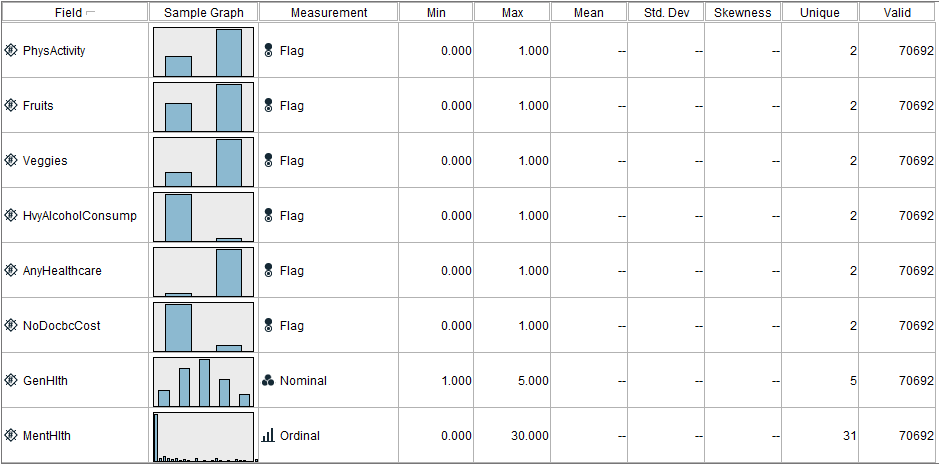 Field Sample Graph Measurement Min Max Mean Std. Dev Skewness Unique Valid
PhysActivity Flag 0.000 1.000 -- -- -- 2 70692
Fruits Flag 0.000 1.000 -- -- -- 2 70692
Veggies Flag 0.000 1.000 -- -- -- 2 70692
HvyAlcoholConsump Flag 0.000 1.000 -- -- -- 2 70692
AnyHealthcare Flag 0.000 1.000 -- -- -- 2 70692
NoDocbcCost Flag 0.000 1.000 -- -- -- 2 70692
GenHlth Nominal 1.000 5.000 -- -- -- 5 70692
MentHlth Ordinal 0.000 30.000 -- -- -- 31 70692